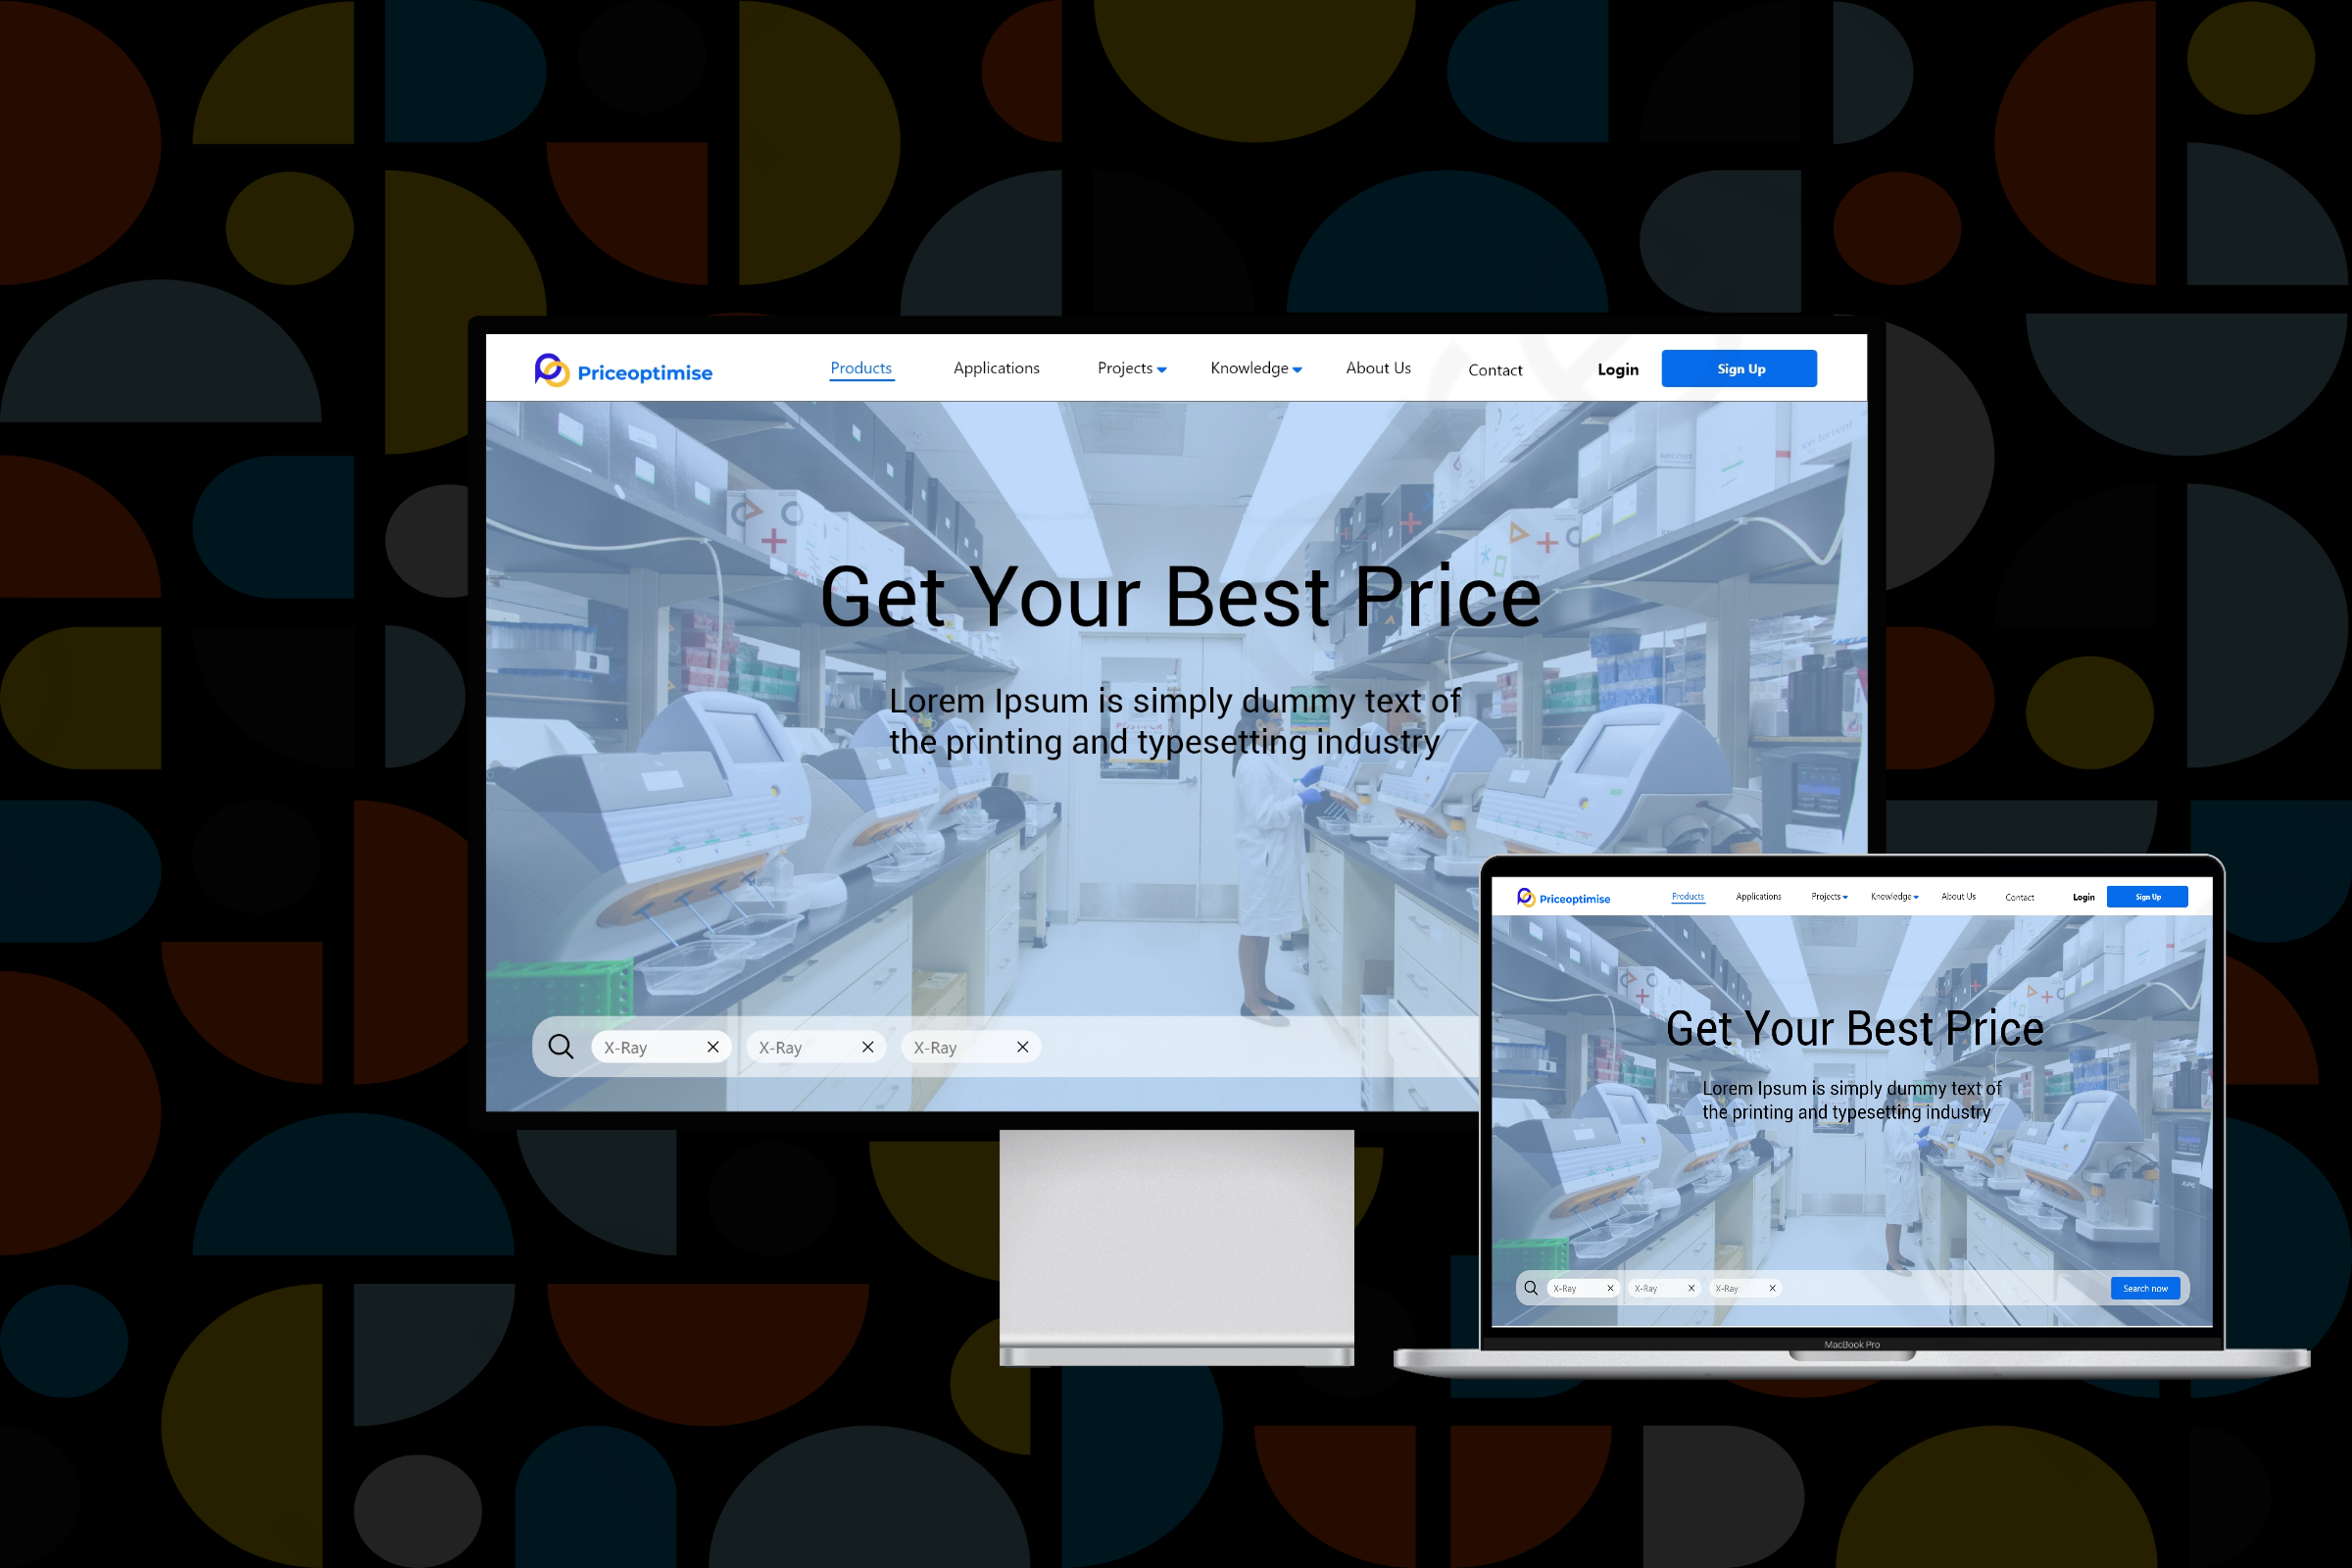 Priceoptimise
Products Applications Projects Knowledge About Us Contact Login Sign Up
Get Your Best Price
Lorem Ipsum is simply dummy text of
the printing and typesetting industry
X-Ray X-Ray X-Ray
Priceoptimise
Products Applications Projects Knowledge About Us Contact Login Sign Up
Get Your Best Price
Lorem Ipsum is simply dummy text of
the printing and typesetting industry
X-Ray X-Ray X-Ray Search now
MacBook Pro
ion torrent